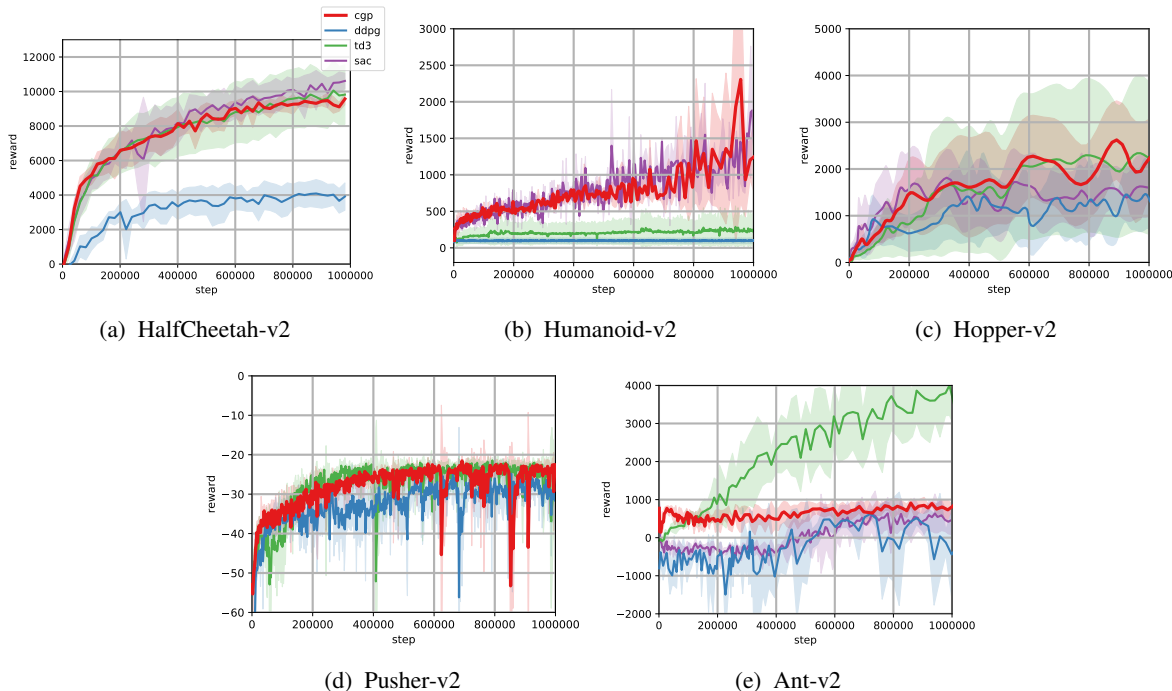 cgp
ddpg
td3
sac
12000
10000
8000
6000
4000
2000
0
reward
0 200000 400000 600000 800000 1000000
step
(a) HalfCheetah-v2
3000
2500
2000
1500
1000
500
0
reward
0 200000 400000 600000 800000 1000000
step
(b) Humanoid-v2
5000
4000
3000
2000
1000
0
reward
0 200000 400000 600000 800000 1000000
step
(c) Hopper-v2
0
−10
−20
−30
−40
−50
−60
reward
0 200000 400000 600000 800000 1000000
step
(d) Pusher-v2
4000
3000
2000
1000
0
−1000
−2000
reward
0 200000 400000 600000 800000 1000000
step
(e) Ant-v2